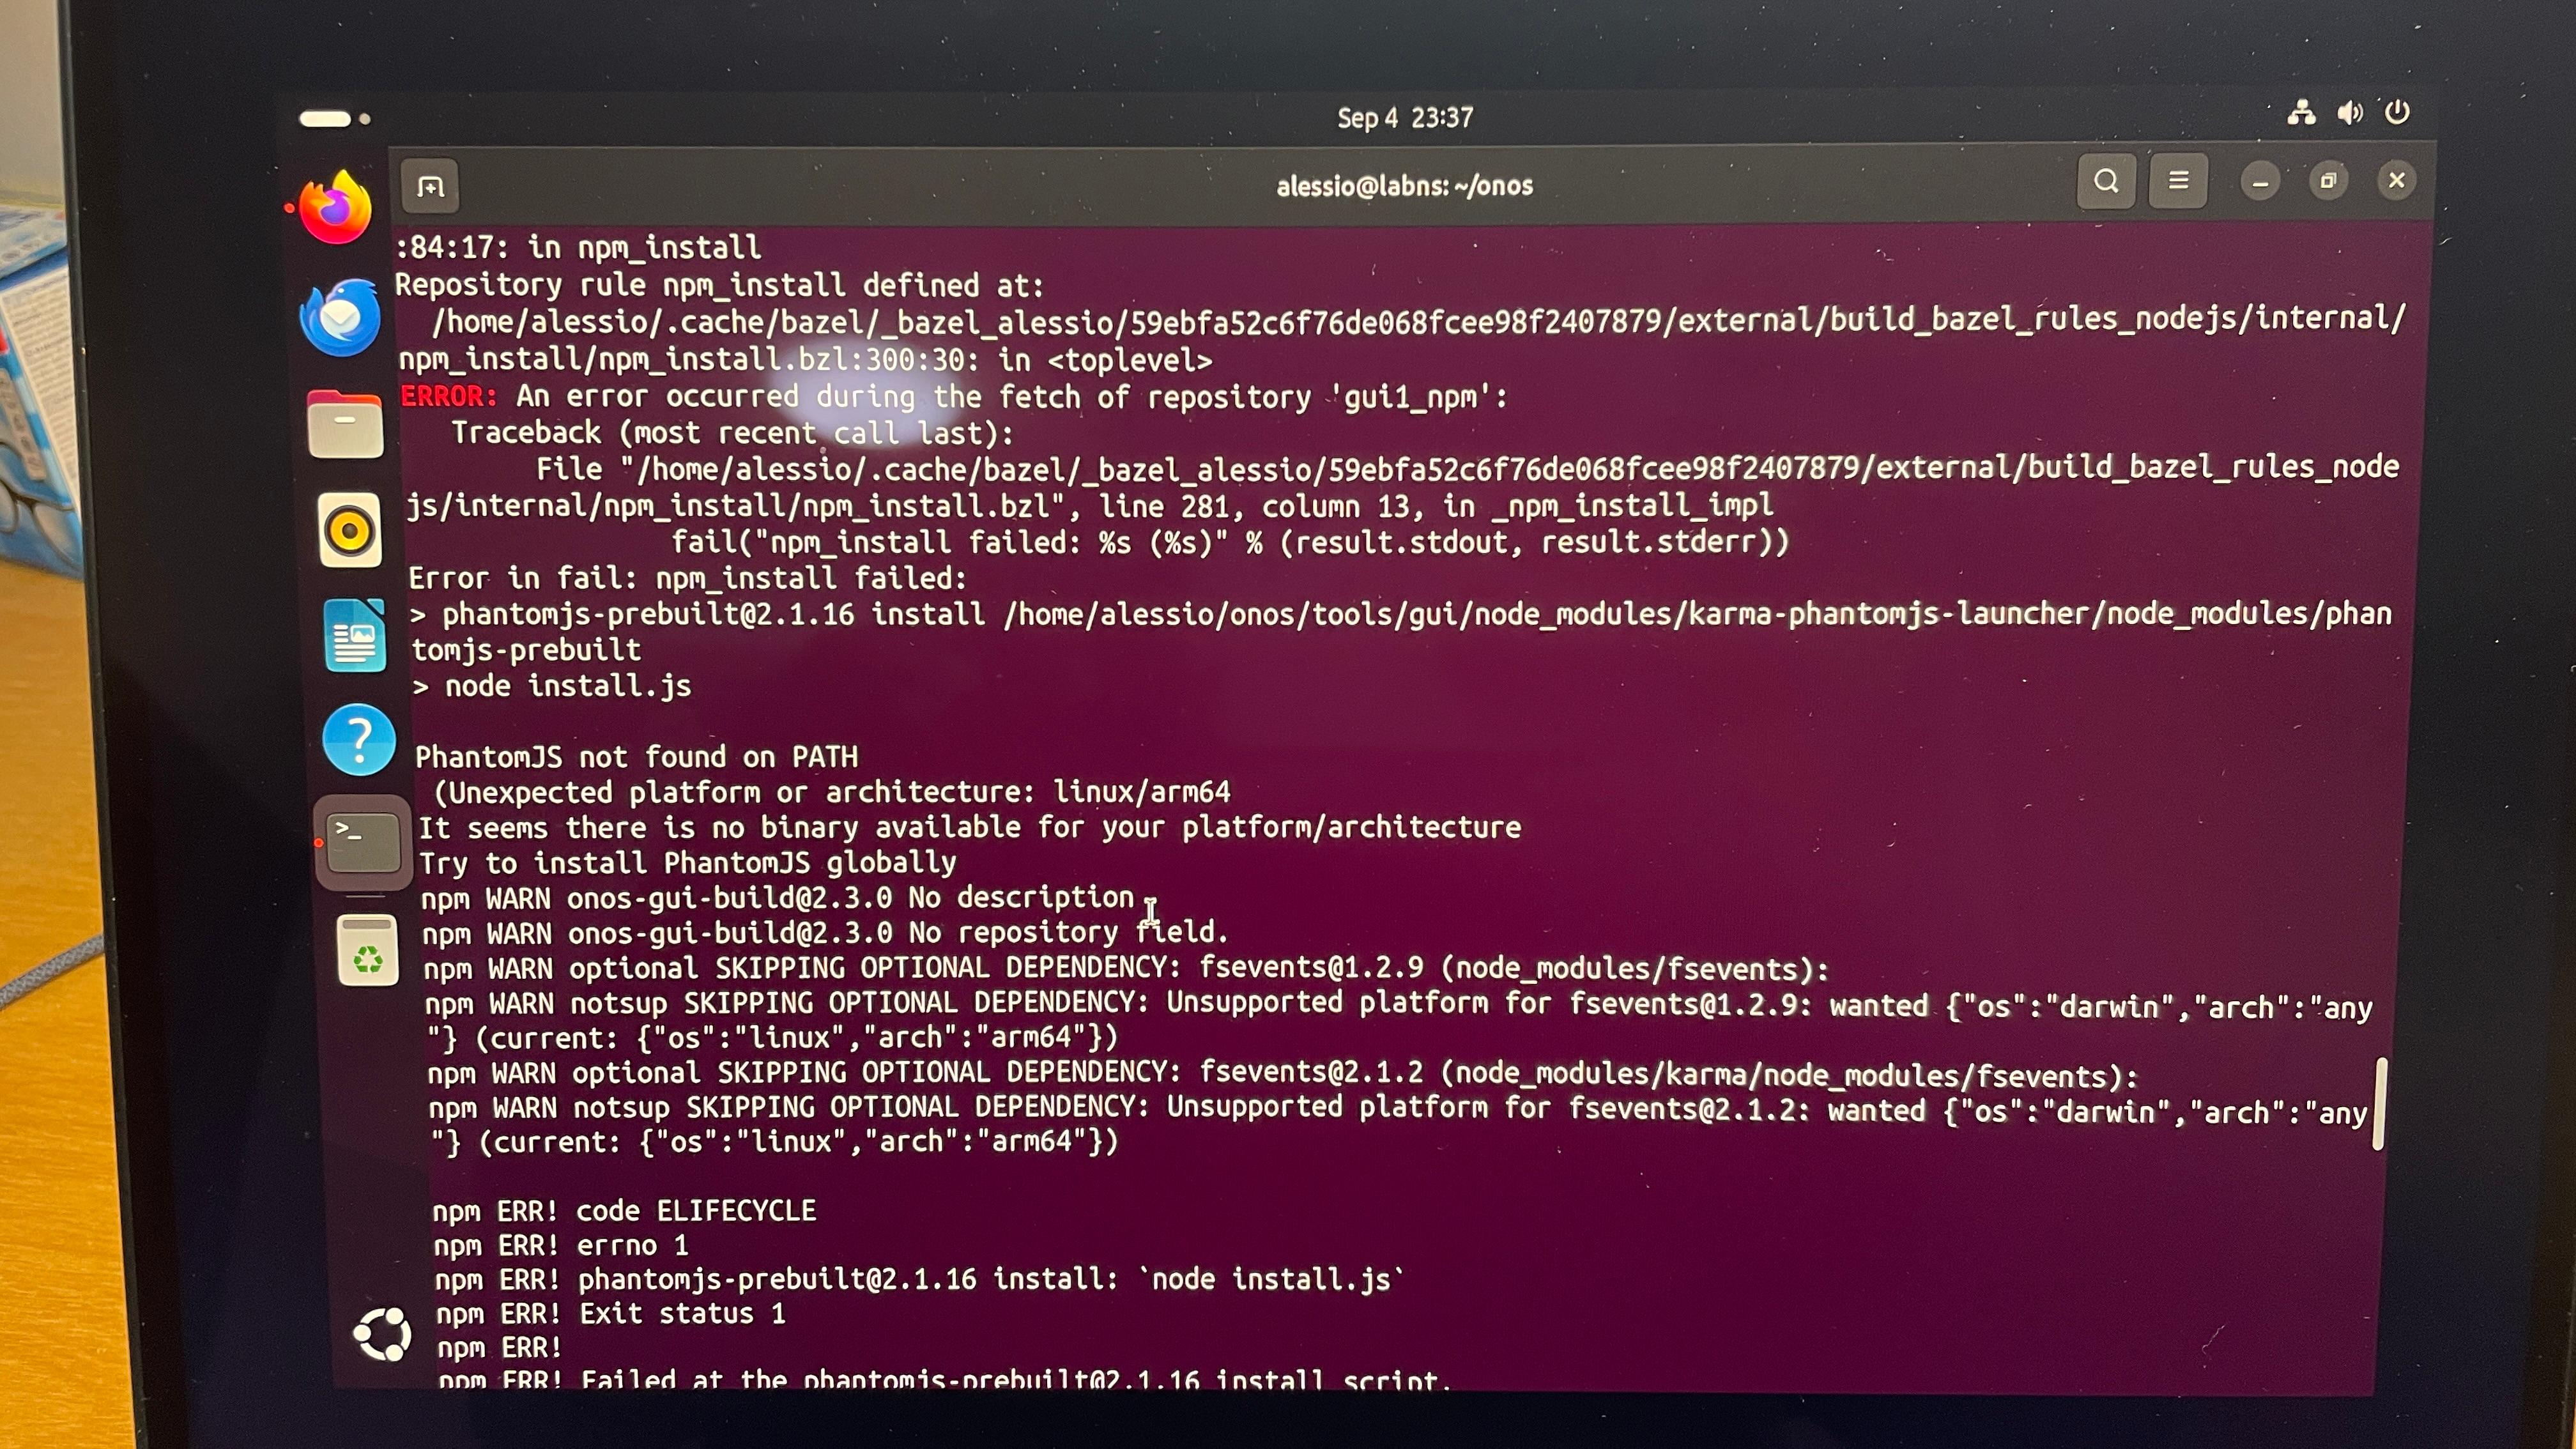 Sep 4 23:37
alessio@labns: ~/onos
:84:17: in npm_install
Repository rule npm_install defined at:
/home/alessio/.cache/bazel/_bazel_alessio/59ebfa52c6f76de068fcee98f2407879/external/build_bazel_rules_nodejs/internal/
npm_install/npm_install.bzl:300:30: in <toplevel>
ERROR: An error occurred during the fetch of repository 'gui1_npm':
Traceback (most recent call last):
File "/home/alessio/.cache/bazel/_bazel_alessio/59ebfa52c6f76de068fcee98f2407879/external/build_bazel_rules_node
js/internal/npm_install/npm_install.bzl", line 281, column 13, in _npm_install_impl
fail("npm_install failed: %s (%s)" % (result.stdout, result.stderr))
Error in fail: npm_install failed:
> phantomjs-prebuilt@2.1.16 install /home/alessio/onos/tools/gui/node_modules/karma-phantomjs-launcher/node_modules/phan
tomjs-prebuilt
> node install.js
PhantomJS not found on PATH
(Unexpected platform or architecture: linux/arm64
It seems there is no binary available for your platform/architecture
Try to install PhantomJS globally
npm WARN onos-gui-build@2.3.0 No description
npm WARN onos-gui-build@2.3.0 No repository field.
npm WARN optional SKIPPING OPTIONAL DEPENDENCY: fsevents@1.2.9 (node_modules/fsevents):
npm WARN notsup SKIPPING OPTIONAL DEPENDENCY: Unsupported platform for fsevents@1.2.9: wanted {"os":"darwin","arch":"any
"} (current: {"os":"linux","arch":"arm64"})
npm WARN optional SKIPPING OPTIONAL DEPENDENCY: fsevents@2.1.2 (node_modules/karma/node_modules/fsevents):
npm WARN notsup SKIPPING OPTIONAL DEPENDENCY: Unsupported platform for fsevents@2.1.2: wanted {"os":"darwin","arch":"any
"} (current: {"os":"linux","arch":"arm64"})
npm ERR! code ELIFECYCLE
npm ERR! errno 1
npm ERR! phantomjs-prebuilt@2.1.16 install: `node install.js`
npm ERR! Exit status 1
npm ERR!
npm ERR! Failed at the phantomjs-prebuilt@2.1.16 install script.